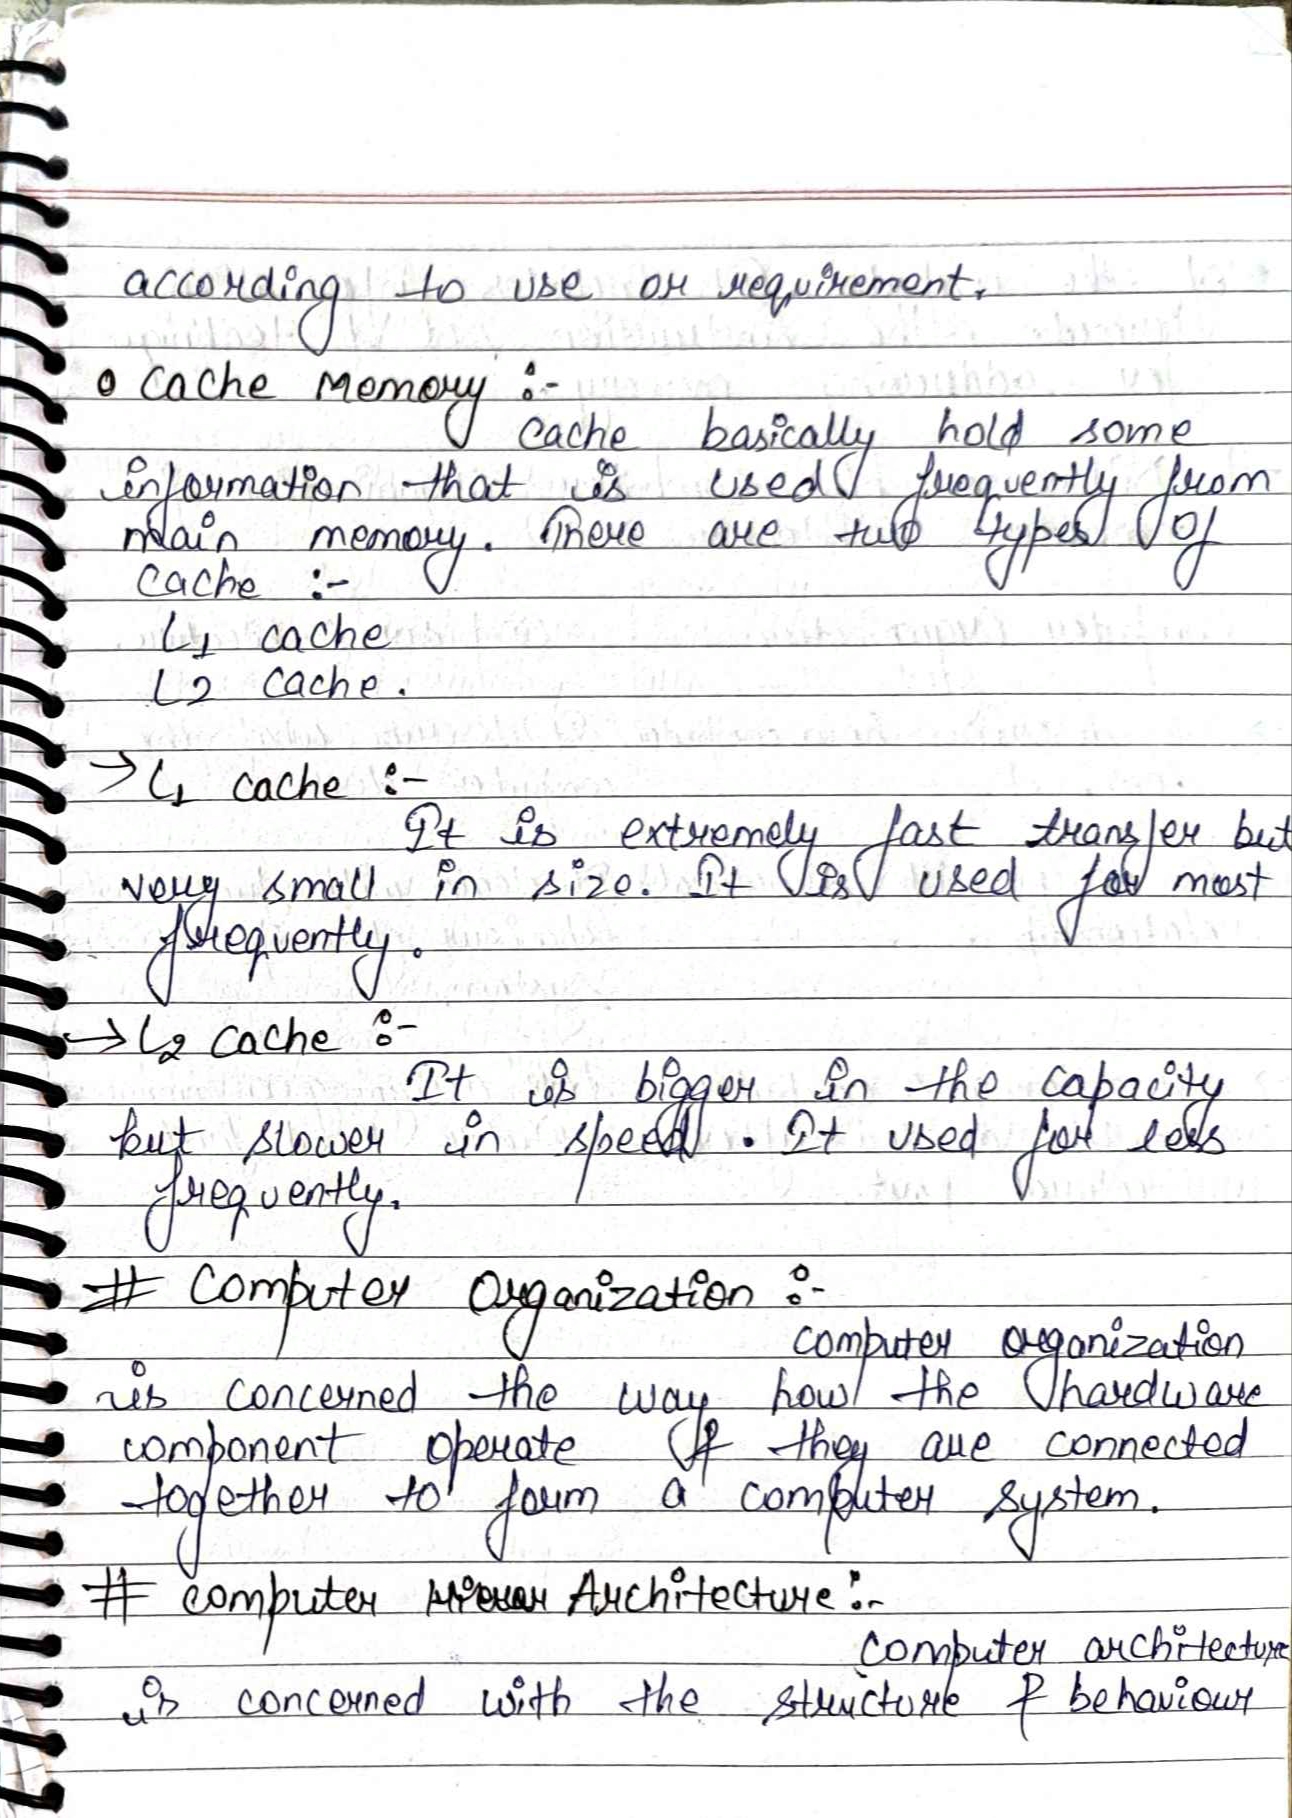 according to use or requirement.
• Cache Memory :-
Cache basically hold some
information that is used frequently from
main memory. There are two types of
Cache :-
L1 cache
L2 cache.
→ L1 cache :-
It is extremely fast transfer but
very small in size. It is used for most
frequently.
→ L2 cache :-
It is bigger in the capacity
but slower in speed. It used for less
frequently.
# Computer Organization :-
Computer organization
is concerned the way how the hardware
component operate & they are connected
together to form a computer system.
# Computer Architecture :-
Computer architecture
is concerned with the structure & behaviour